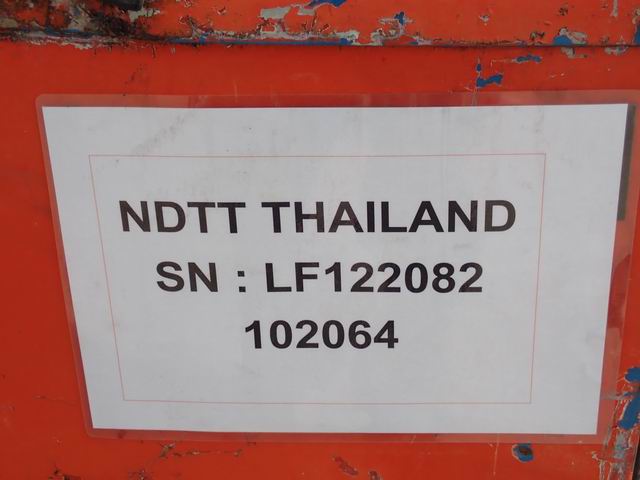 NDTT THAILAND
SN : LF122082
102064